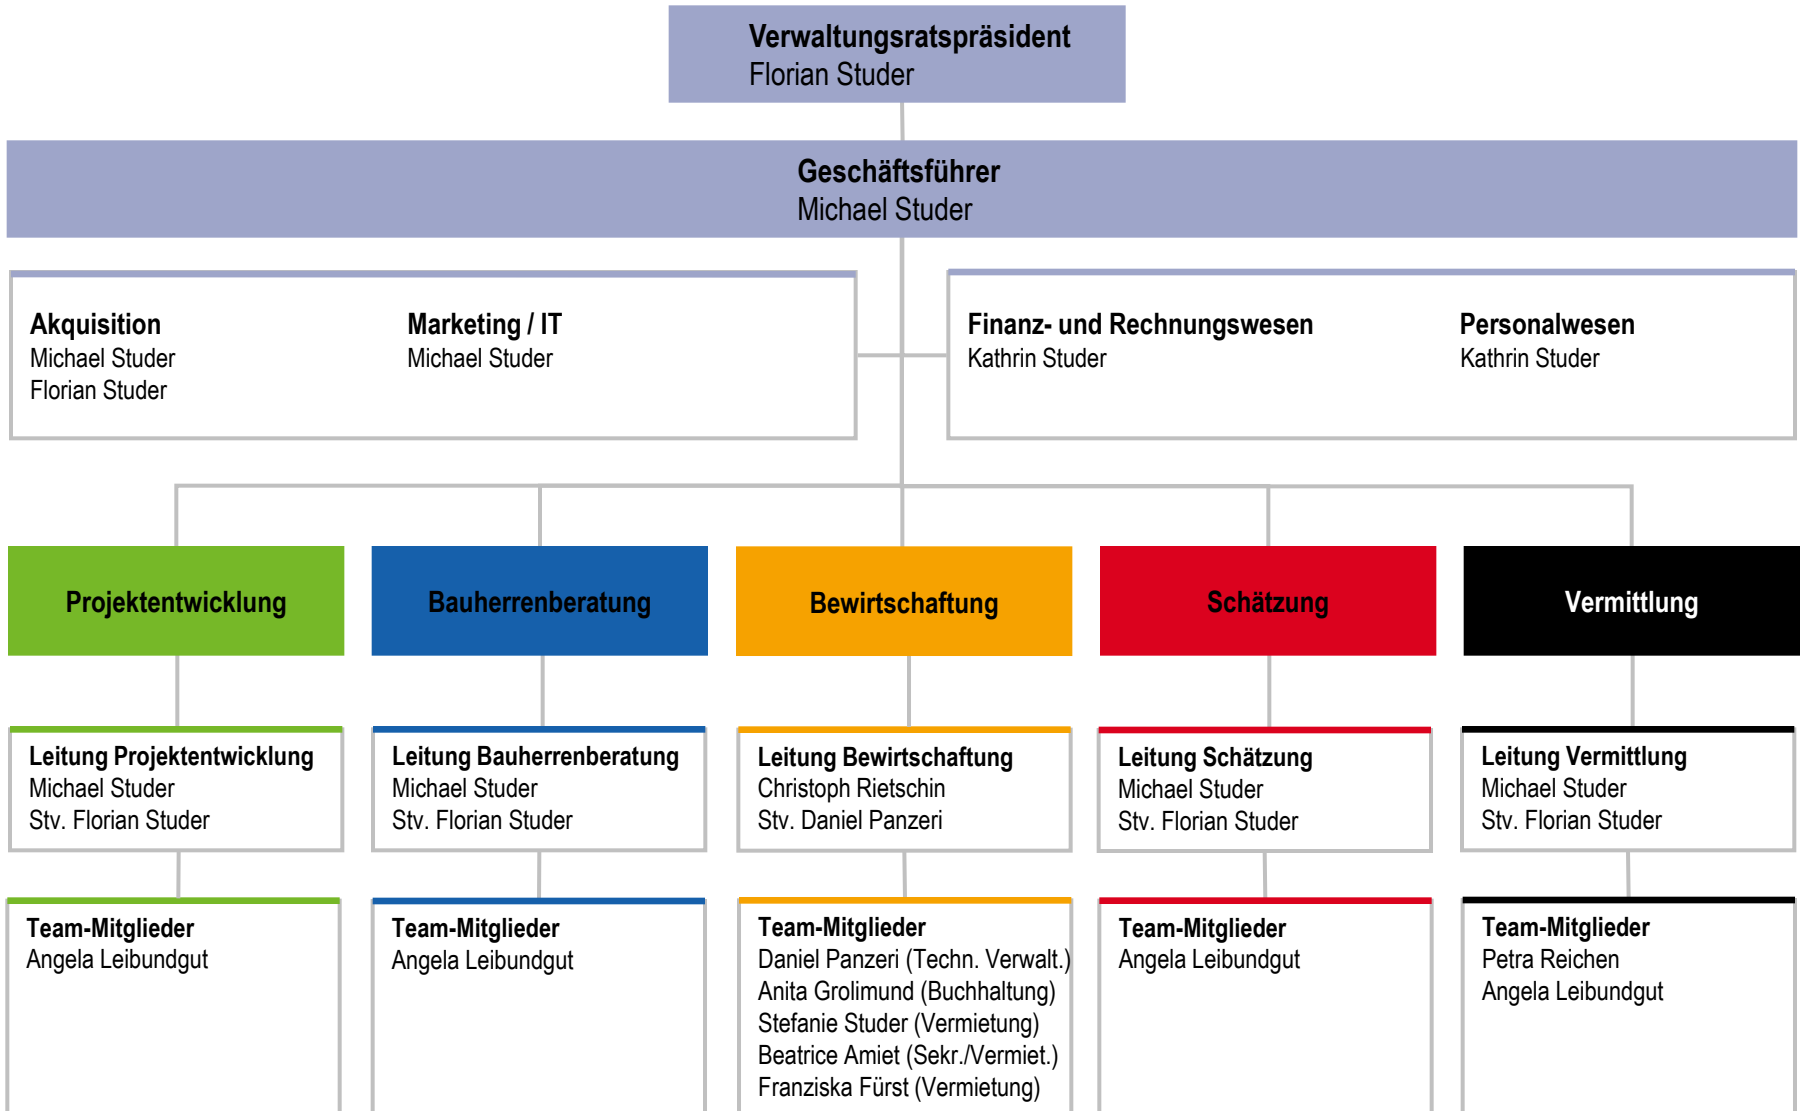 Verwaltungsratspräsident
Florian Studer
Geschäftsführer
Michael Studer
Akquisition
Michael Studer
Florian Studer
Marketing / IT
Michael Studer
Finanz- und Rechnungswesen
Kathrin Studer
Personalwesen
Kathrin Studer
Projektentwicklung
Bauherrenberatung
Bewirtschaftung
Schätzung
Vermittlung
Leitung Projektentwicklung
Michael Studer
Stv. Florian Studer
Leitung Bauherrenberatung
Michael Studer
Stv. Florian Studer
Leitung Bewirtschaftung
Christoph Rietschin
Stv. Daniel Panzeri
Leitung Schätzung
Michael Studer
Stv. Florian Studer
Leitung Vermittlung
Michael Studer
Stv. Florian Studer
Team-Mitglieder
Angela Leibundgut
Team-Mitglieder
Angela Leibundgut
Team-Mitglieder
Daniel Panzeri (Techn. Verwalt.)
Anita Grolimund (Buchhaltung)
Stefanie Studer (Vermietung)
Beatrice Amiet (Sekr./Vermiet.)
Franziska Fürst (Vermietung)
Team-Mitglieder
Angela Leibundgut
Team-Mitglieder
Petra Reichen
Angela Leibundgut